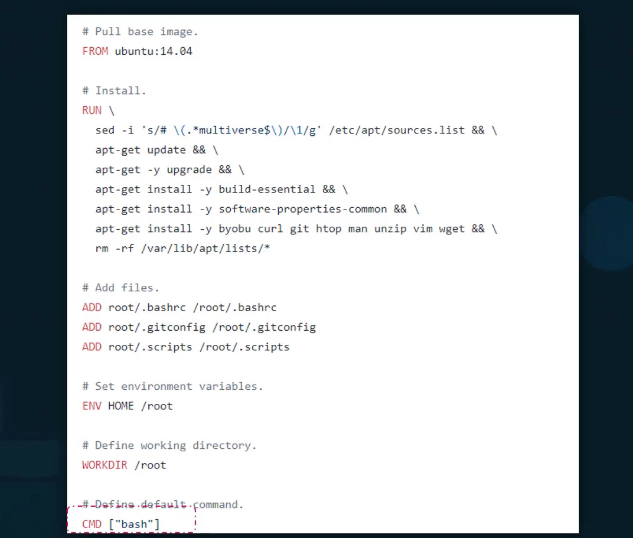 # Pull base image.
FROM ubuntu:14.04
# Install.
RUN \
sed -i 's/# \(.*multiverse$\)/\1/g' /etc/apt/sources.list && \
apt-get update && \
apt-get -y upgrade && \
apt-get install -y build-essential && \
apt-get install -y software-properties-common && \
apt-get install -y byobu curl git htop man unzip vim wget && \
rm -rf /var/lib/apt/lists/*
# Add files.
ADD root/.bashrc /root/.bashrc
ADD root/.gitconfig /root/.gitconfig
ADD root/.scripts /root/.scripts
# Set environment variables.
ENV HOME /root
# Define working directory.
WORKDIR /root
# Define default command.
CMD ["bash"]